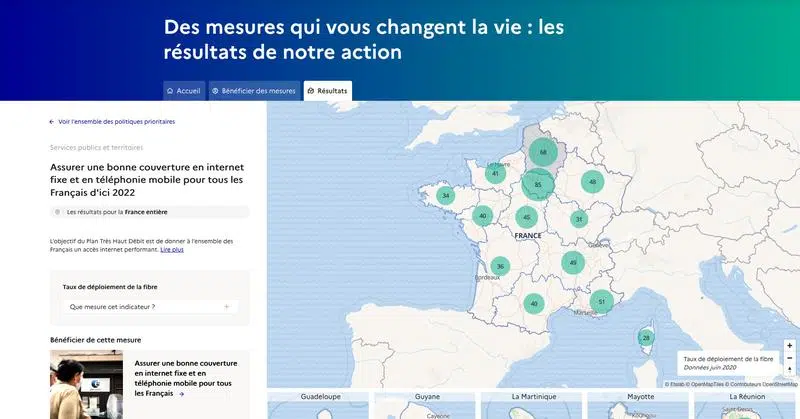 Des mesures qui vous changent la vie : les
résultats de notre action
Accueil
Bénéficier des mesures
Résultats
Voir l'ensemble des politiques prioritaires
Services publics et territoires
Assurer une bonne couverture en internet
fixe et en téléphonie mobile pour tous les
Français d'ici 2022
Les résultats pour la France entière
L'objectif du Plan Très Haut Débit est de donner à l'ensemble des
Français un accès internet performant. Lire plus
Taux de déploiement de la fibre
Que mesure cet indicateur ?
Bénéficier de cette mesure
Assurer une bonne couverture
en internet fixe et en
téléphonie mobile pour tous
les Français
68
Le Havre
41
85
48
34
40
45
31
FRANCE
Genève
36
49
Bordeaux
40
51
Marseille
28
+
−
Taux de déploiement de la fibre
Données juin 2020
© Etalab © OpenMapTiles © Contributeurs OpenStreetMap
Guadeloupe
Guyane
La Martinique
Mayotte
La Réunion
Cayenne
Koungou
Saint-Denis